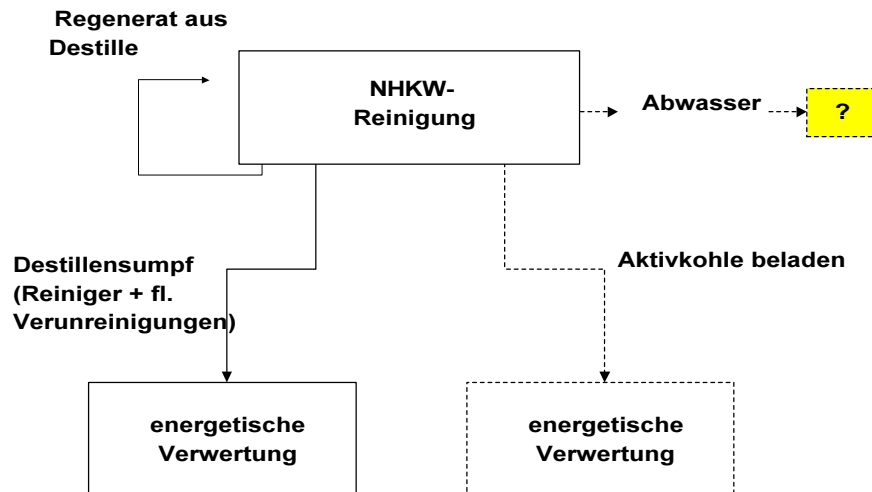 Regenerat aus
Destille
NHKW-
Reinigung
Abwasser
?
Destillensumpf
(Reiniger + fl.
Verunreinigungen)
Aktivkohle beladen
energetische
Verwertung
energetische
Verwertung